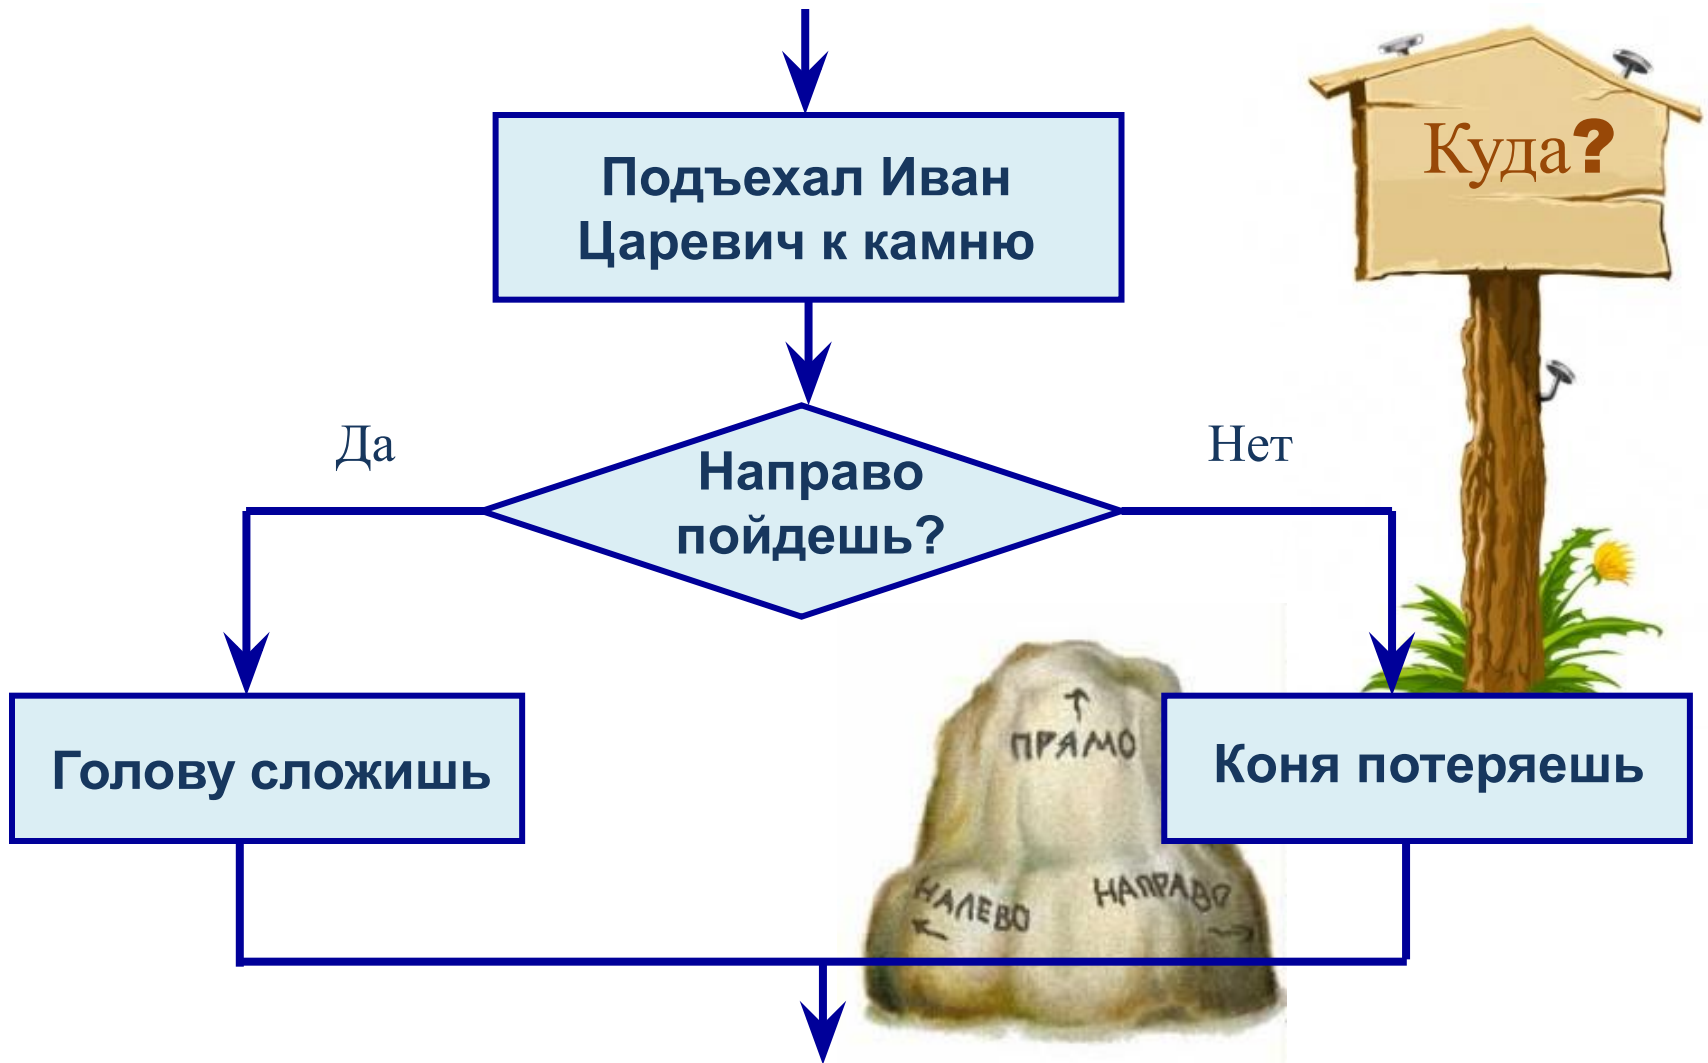 Куда?
Подъехал Иван
Царевич к камню
Да
Нет
Направо
пойдешь?
Голову сложишь
Коня потеряешь
ПРЯМО
НАЛЕВО
НАПРАВО